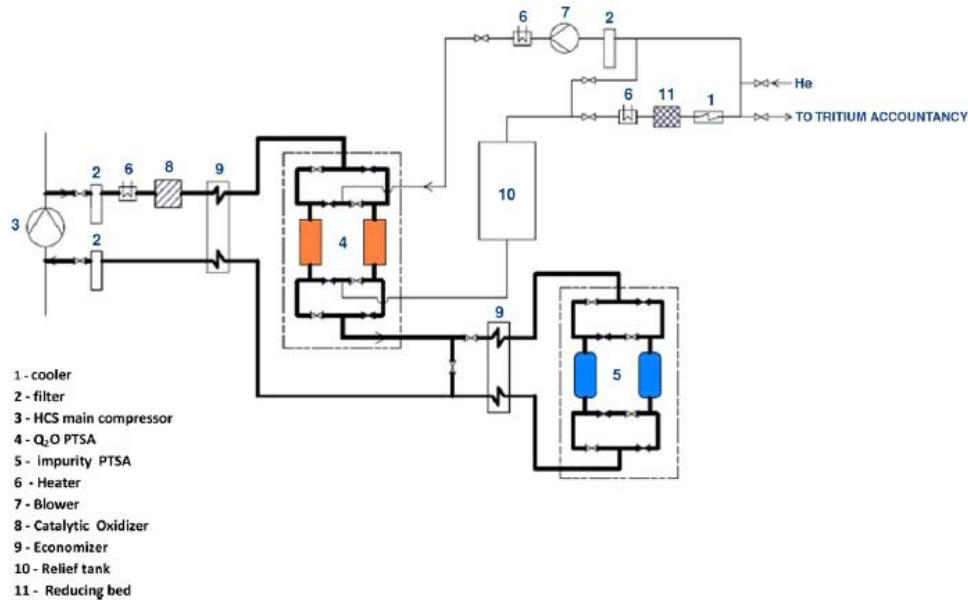 6 7 2
He
6 11 1
TO TRITIUM ACCOUNTANCY
2 6 8 9
10
3
4
2
9
5
1 - cooler
2 - filter
3 - HCS main compressor
4 - Q₂O PTSA
5 - impurity PTSA
6 - Heater
7 - Blower
8 - Catalytic Oxidizer
9 - Economizer
10 - Relief tank
11 - Reducing bed